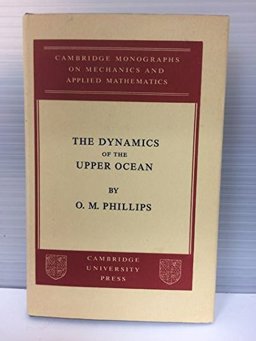 CAMBRIDGE MONOGRAPHS
ON MECHANICS AND
APPLIED MATHEMATICS
THE DYNAMICS
OF THE
UPPER OCEAN
BY
O. M. PHILLIPS
CAMBRIDGE
UNIVERSITY
PRESS